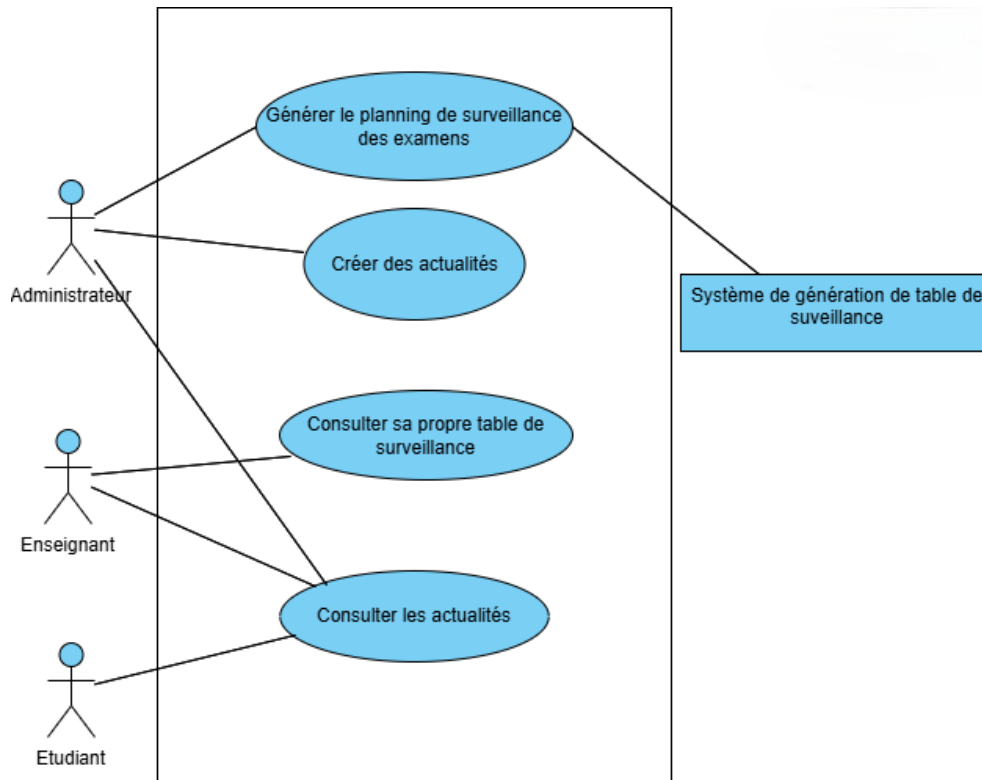 Générer le planning de surveillance
des examens
Créer des actualités
Administrateur
Système de génération de table de
suveillance
Consulter sa propre table de
surveillance
Enseignant
Consulter les actualités
Etudiant